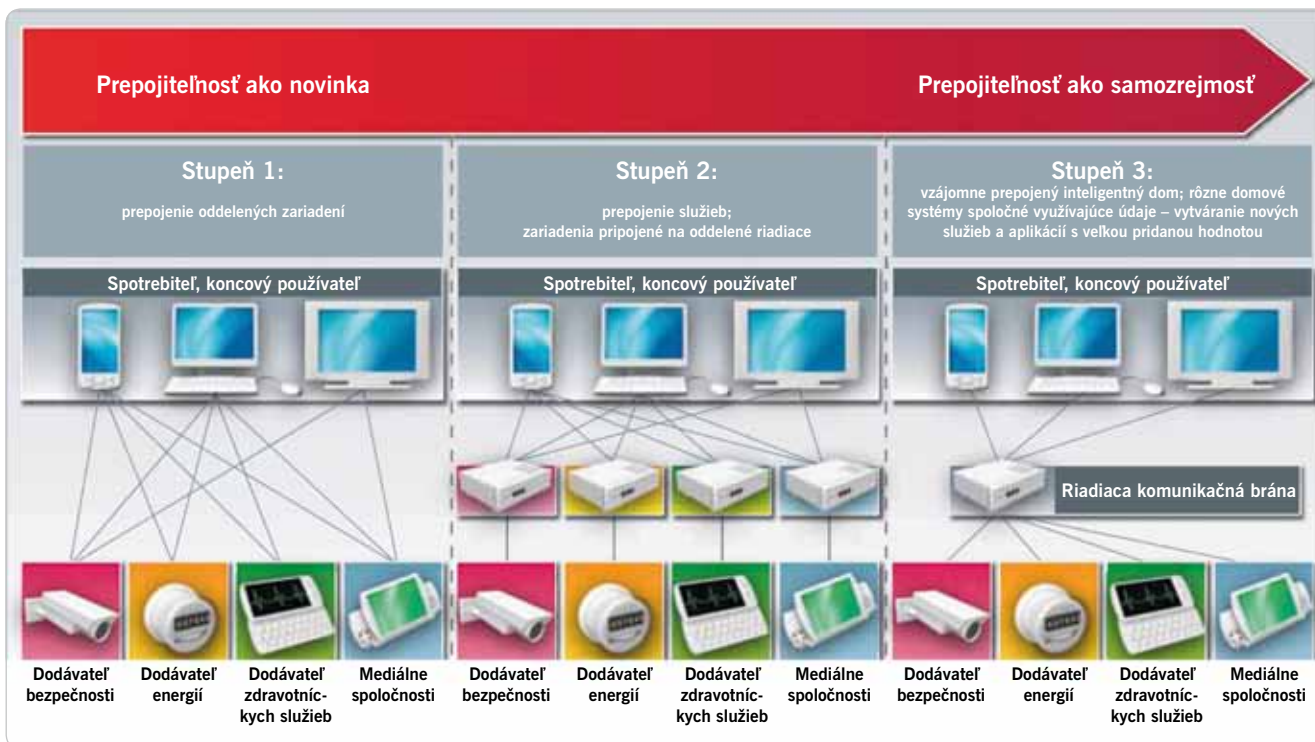 Prepojiteľnosť ako novinka
Prepojiteľnosť ako samozrejmosť
Stupeň 1:
prepojenie oddelených zariadení
Stupeň 2:
prepojenie služieb;
zariadenia pripojené na oddelené riadiace
Stupeň 3:
vzájomne prepojený inteligentný dom; rôzne domové
systémy spoločné využívajúce údaje – vytváranie nových
služieb a aplikácií s veľkou pridanou hodnotou
Spotrebiteľ, koncový používateľ
Spotrebiteľ, koncový používateľ
Spotrebiteľ, koncový používateľ
Riadiaca komunikačná brána
Dodávateľ
bezpečnosti
Dodávateľ
energií
Dodávateľ
zdravotníc-
kych služieb
Mediálne
spoločnosti
Dodávateľ
bezpečnosti
Dodávateľ
energií
Dodávateľ
zdravotníc-
kych služieb
Mediálne
spoločnosti
Dodávateľ
bezpečnosti
Dodávateľ
energií
Dodávateľ
zdravotníc-
kych služieb
Mediálne
spoločnosti